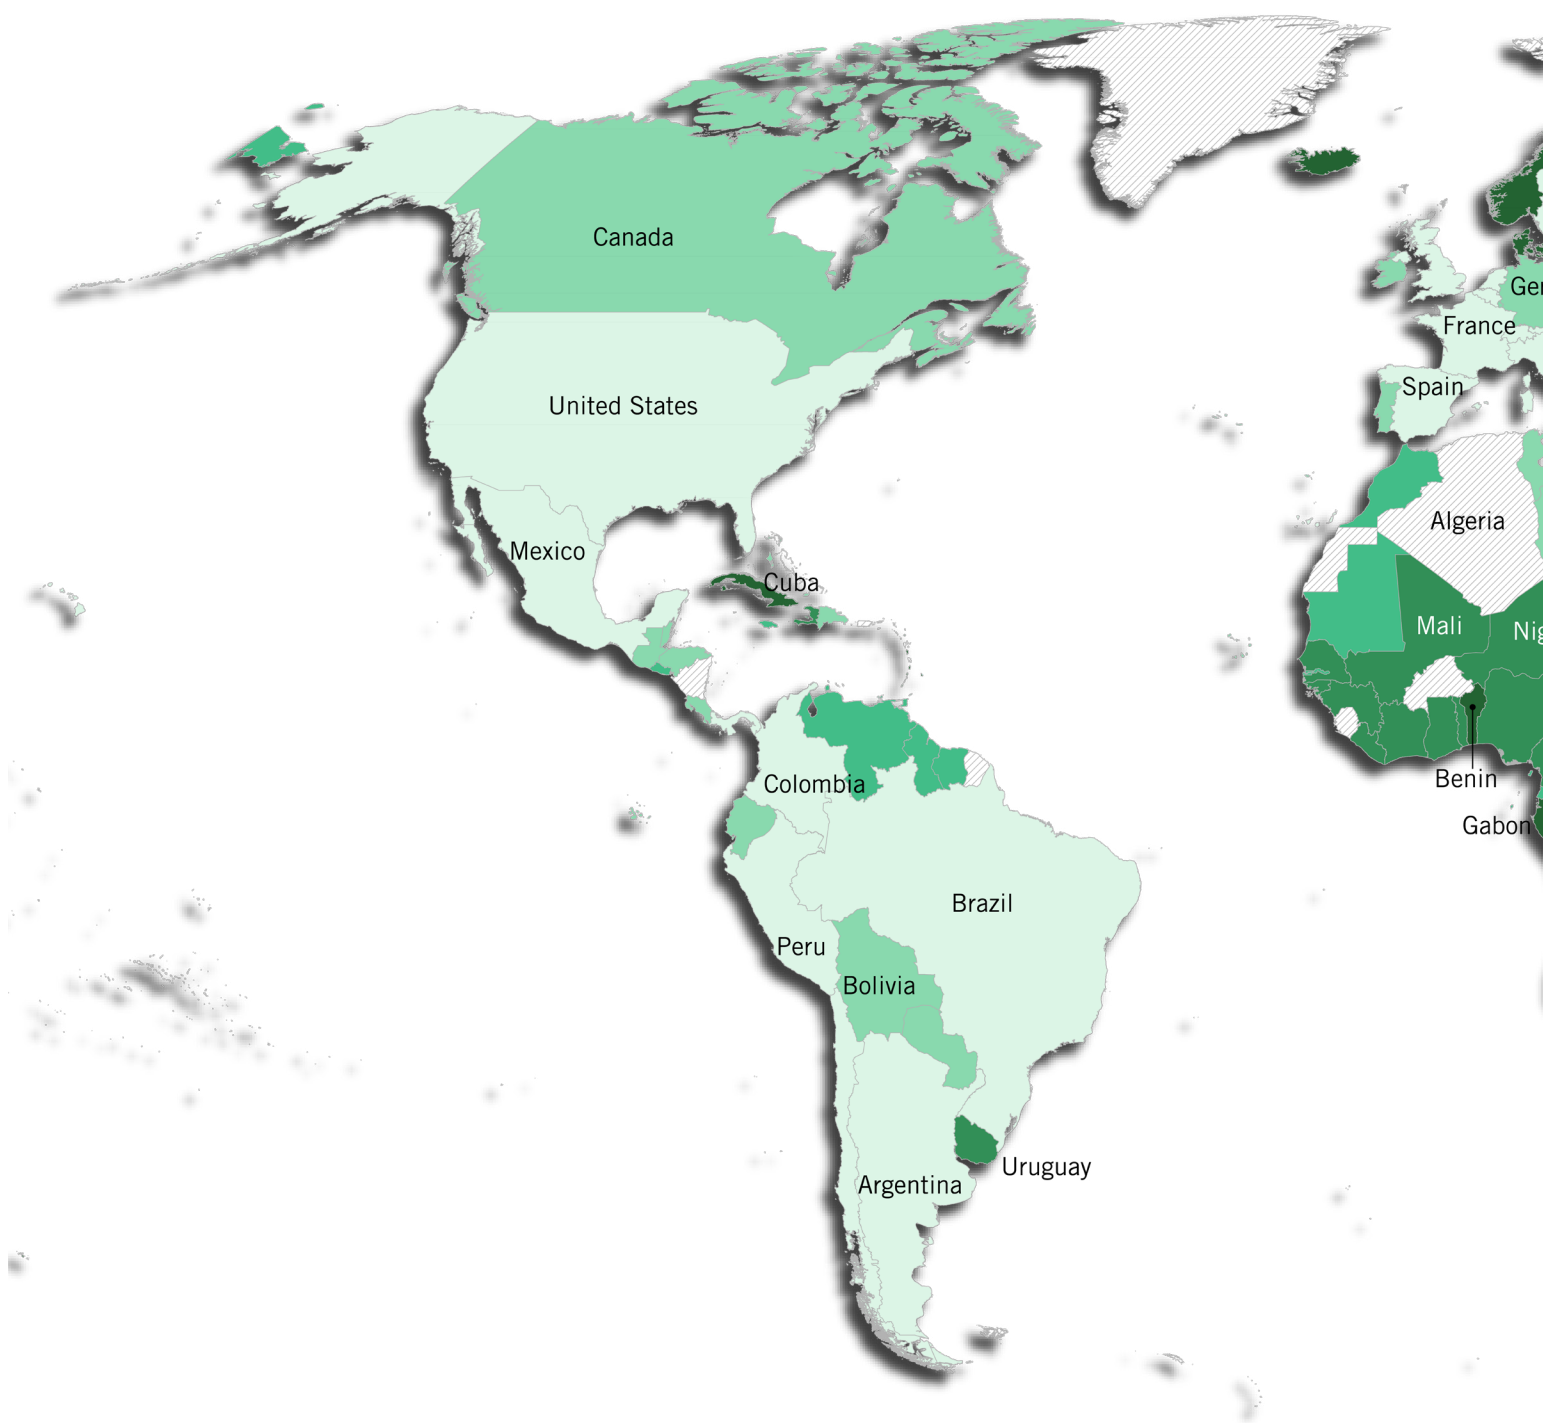 Canada
Ger
France
Spain
United States
Algeria
Mexico
Cuba
Mali
Nig
Benin
Colombia
Gabon
Brazil
Peru
Bolivia
Uruguay
Argentina